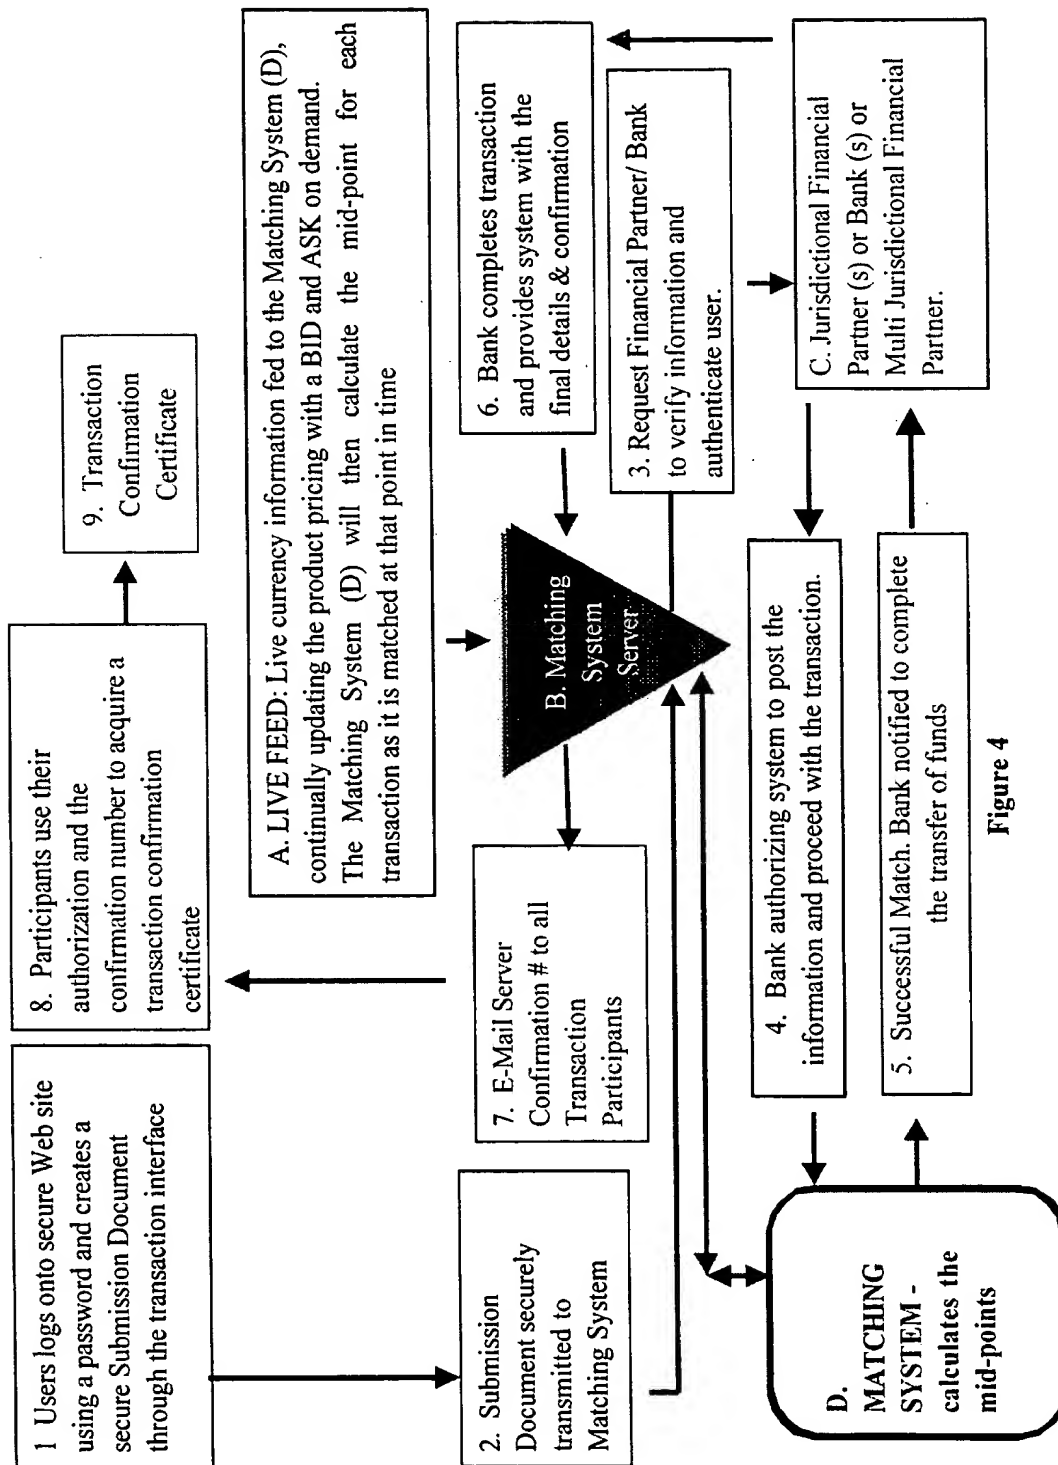 1 Users logs onto secure Web site
using a password and creates a
secure Submission Document
through the transaction interface
8. Participants use their
authorization and the
confirmation number to acquire a
transaction confirmation
certificate
9. Transaction
Confirmation
Certificate
A. LIVE FEED: Live currency information fed to the Matching System (D),
continually updating the product pricing with a BID and ASK on demand.
The Matching System (D) will then calculate the mid-point for each
transaction as it is matched at that point in time
2. Submission
Document securely
transmitted to
Matching System
7. E-Mail Server
Confirmation # to all
Transaction
Participants
B. Matching
System
Server
6. Bank completes transaction
and provides system with the
final details & confirmation
3. Request Financial Partner/ Bank
to verify information and
authenticate user.
D.
MATCHING
SYSTEM -
calculates the
mid-points
4. Bank authorizing system to post the
information and proceed with the transaction.
5. Successful Match. Bank notified to complete
the transfer of funds
C. Jurisdictional Financial
Partner (s) or Bank (s) or
Multi Jurisdictional Financial
Partner.
Figure 4